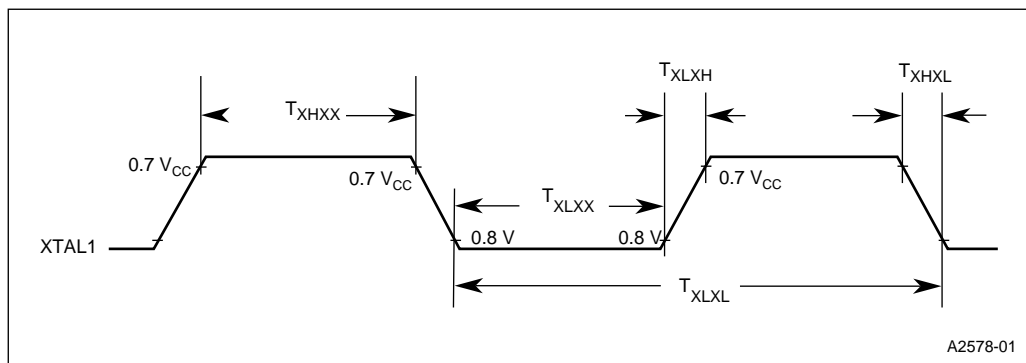 T_XLXH
T_XHXL
T_XHXX
0.7 V_CC
0.7 V_CC
0.7 V_CC
T_XLXX
XTAL1
0.8 V
0.8 V
T_XLXL
A2578-01